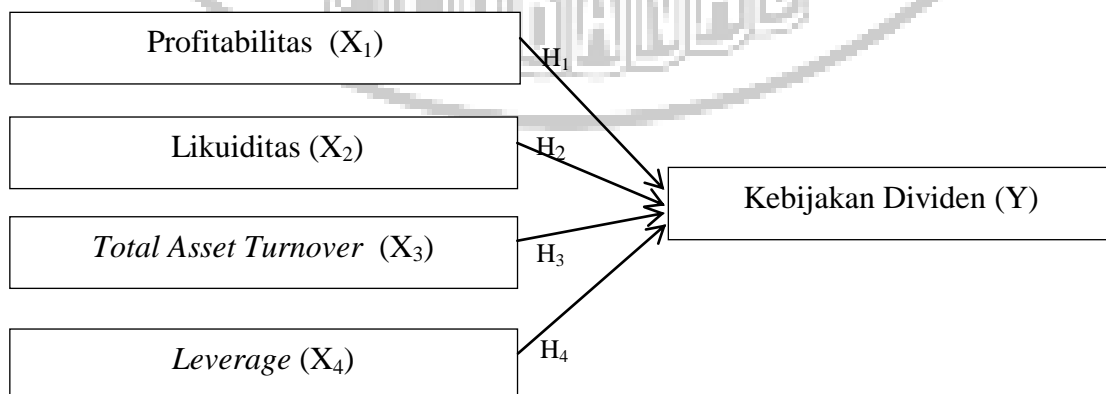 Profitabilitas (X₁)
H₁
Likuiditas (X₂)
H₂
Kebijakan Dividen (Y)
Total Asset Turnover (X₃)
H₃
Leverage (X₄)
H₄